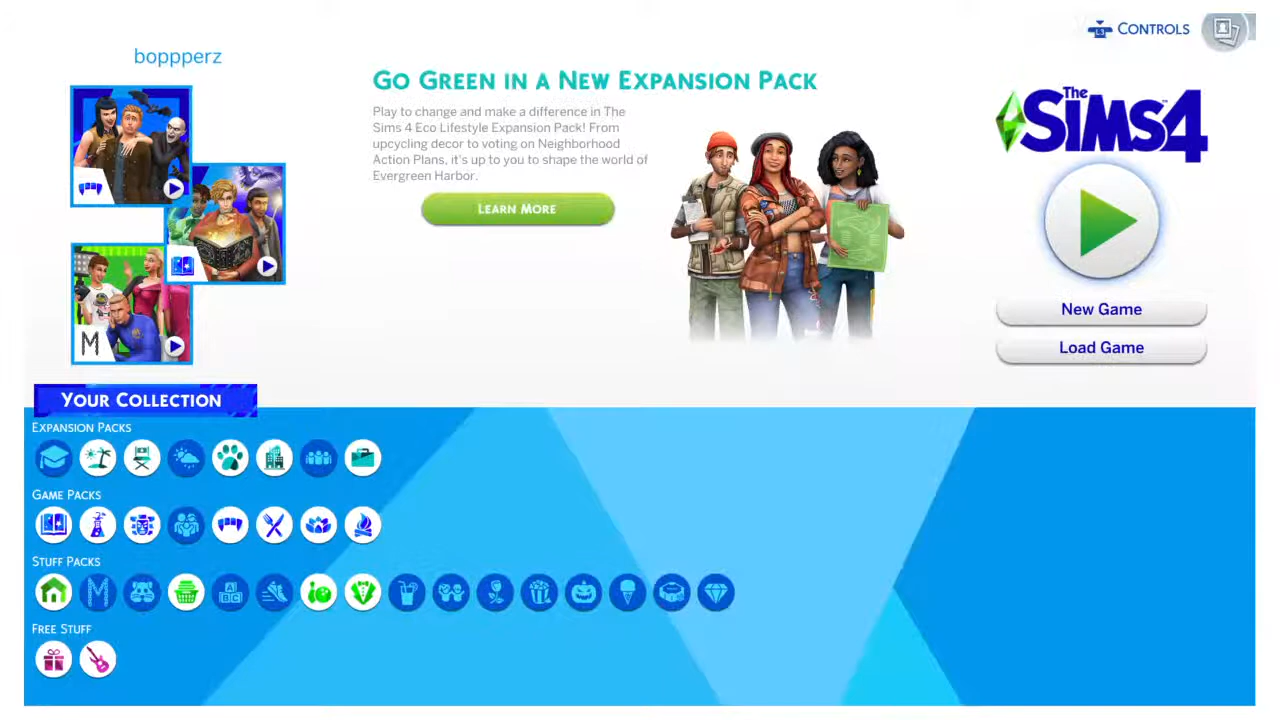 L3 CONTROLS
boppperz
GO GREEN IN A NEW EXPANSION PACK
Play to change and make a difference in The
Sims 4 Eco Lifestyle Expansion Pack! From
upcycling decor to voting on Neighborhood
Action Plans, it's up to you to shape the world of
Evergreen Harbor.
LEARN MORE
The
SiMS4
New Game
Load Game
M
YOUR COLLECTION
EXPANSION PACKS
GAME PACKS
STUFF PACKS
M
A
B C
FREE STUFF